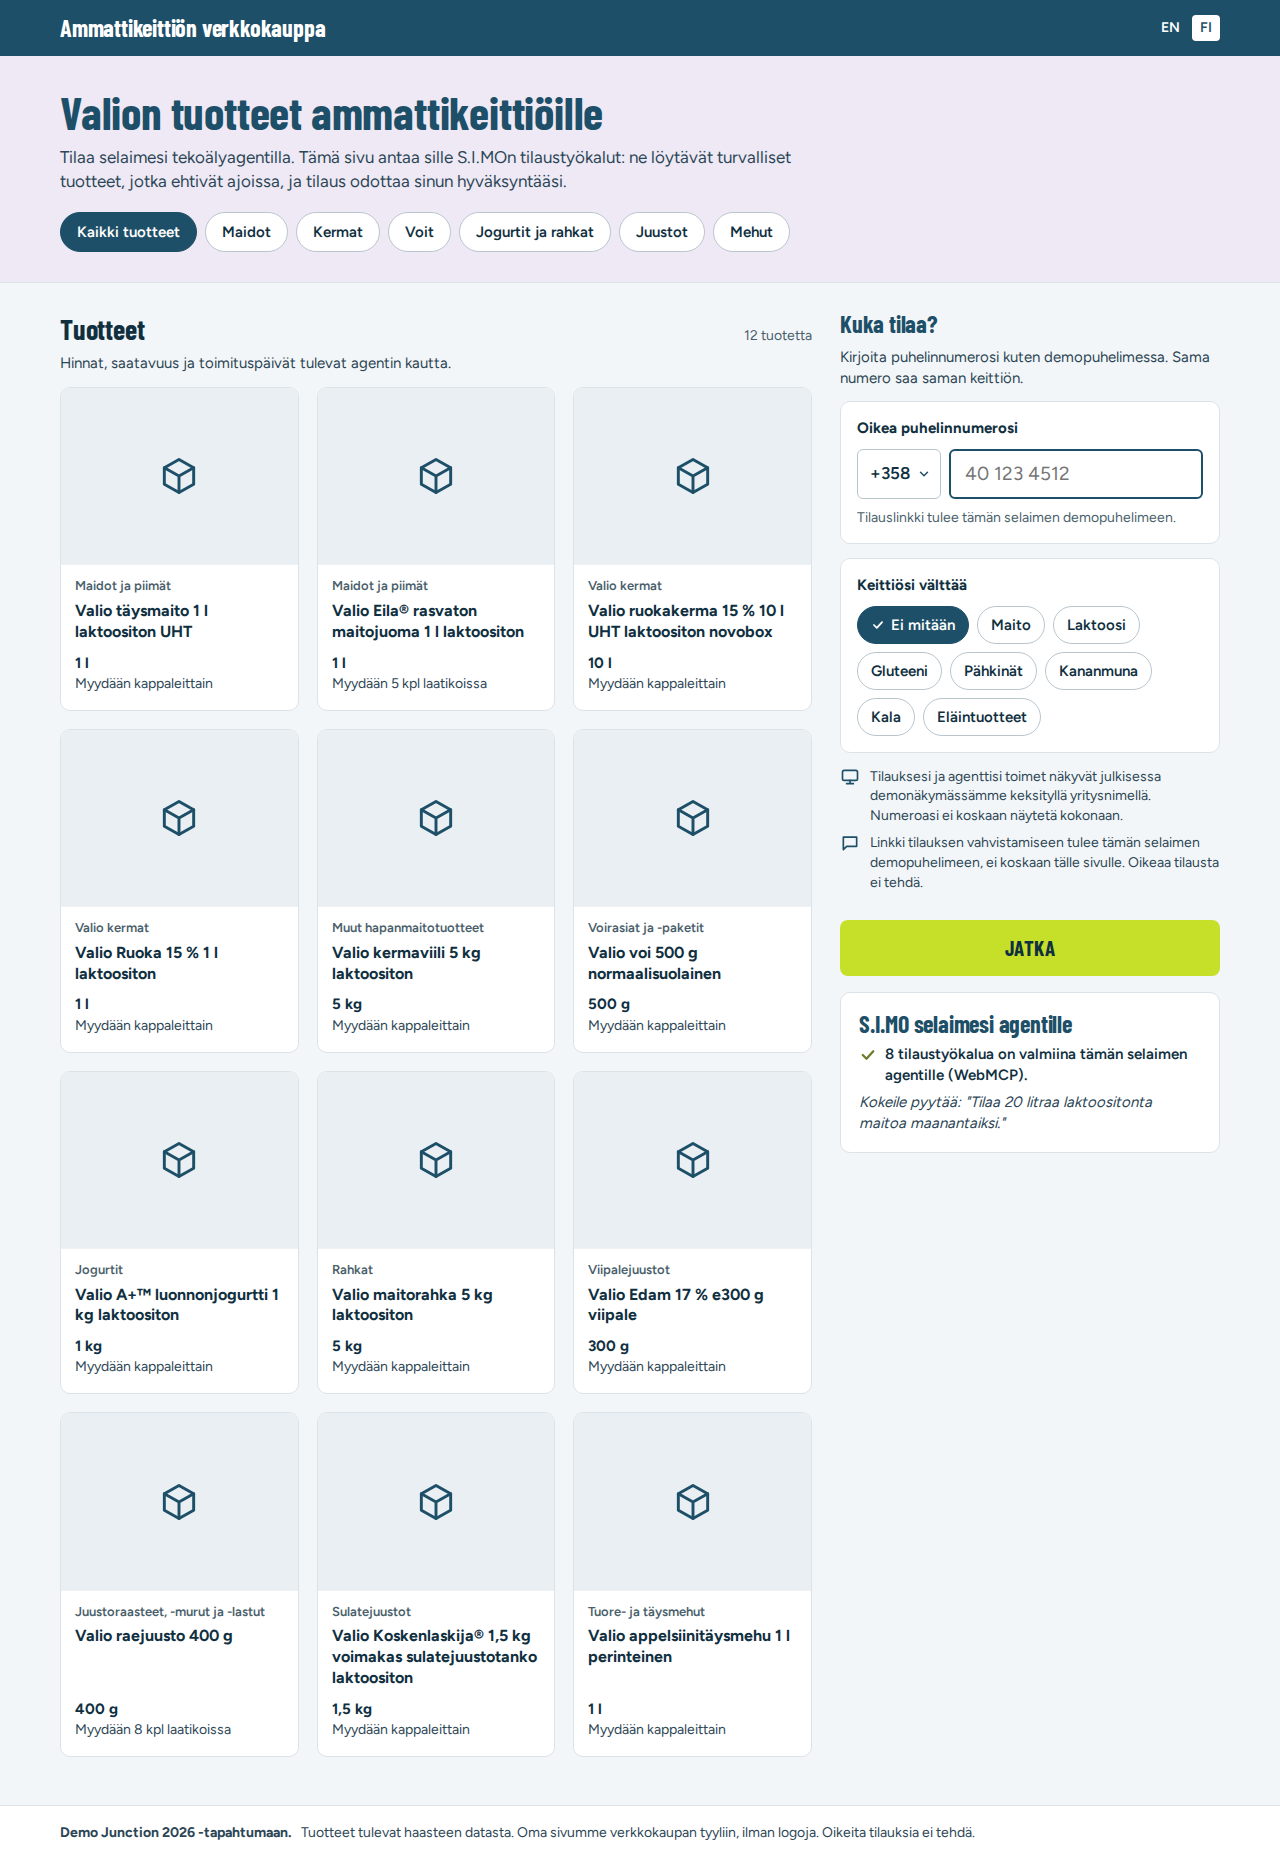 Ammattikeittiön verkkokauppa
EN FI
Valion tuotteet ammattikeittiöille
Tilaa selaimesi tekoälyagentilla. Tämä sivu antaa sille S.I.MOn tilaustyökalut: ne löytävät turvalliset
tuotteet, jotka ehtivät ajoissa, ja tilaus odottaa sinun hyväksyntääsi.
Kaikki tuotteet Maidot Kermat Voit Jogurtit ja rahkat Juustot Mehut
Tuotteet
12 tuotetta
Hinnat, saatavuus ja toimituspäivät tulevat agentin kautta.
Maidot ja piimät
Valio täysmaito 1 l
laktoositon UHT
1 l
Myydään kappaleittain
Maidot ja piimät
Valio Eila® rasvaton
maitojuoma 1 l laktoositon
1 l
Myydään 5 kpl laatikoissa
Valio kermat
Valio ruokakerma 15 % 10 l
UHT laktoositon novobox
10 l
Myydään kappaleittain
Valio kermat
Valio Ruoka 15 % 1 l
laktoositon
1 l
Myydään kappaleittain
Muut hapanmaitotuotteet
Valio kermaviili 5 kg
laktoositon
5 kg
Myydään kappaleittain
Voirasiat ja -paketit
Valio voi 500 g
normaalisuolainen
500 g
Myydään kappaleittain
Jogurtit
Valio A+™ luonnonjogurtti 1
kg laktoositon
1 kg
Myydään kappaleittain
Rahkat
Valio maitorahka 5 kg
laktoositon
5 kg
Myydään kappaleittain
Viipalejuustot
Valio Edam 17 % e300 g
viipale
300 g
Myydään kappaleittain
Juustoraasteet, -murut ja -lastut
Valio raejuusto 400 g
400 g
Myydään 8 kpl laatikoissa
Sulatejuustot
Valio Koskenlaskija® 1,5 kg
voimakas sulatejuustotanko
laktoositon
1,5 kg
Myydään kappaleittain
Tuore- ja täysmehut
Valio appelsiinitäysmehu 1 l
perinteinen
1 l
Myydään kappaleittain
Kuka tilaa?
Kirjoita puhelinnumerosi kuten demopuhelimessa. Sama
numero saa saman keittiön.
Oikea puhelinnumerosi
+358 40 123 4512
Tilauslinkki tulee tämän selaimen demopuhelimeen.
Keittiösi välttää
Ei mitään Maito Laktoosi
Gluteeni Pähkinät Kananmuna
Kala Eläintuotteet
Tilauksesi ja agenttisi toimet näkyvät julkisessa
demonäkymässämme keksityllä yritysnimellä.
Numeroasi ei koskaan näytetä kokonaan.
Linkki tilauksen vahvistamiseen tulee tämän selaimen
demopuhelimeen, ei koskaan tälle sivulle. Oikeaa tilausta
ei tehdä.
JATKA
S.I.MO selaimesi agentille
8 tilaustyökalua on valmiina tämän selaimen
agentille (WebMCP).
Kokeile pyytää: "Tilaa 20 litraa laktoositonta
maitoa maanantaiksi."
Demo Junction 2026 -tapahtumaan. Tuotteet tulevat haasteen datasta. Oma sivumme verkkokaupan tyyliin, ilman logoja. Oikeita tilauksia ei tehdä.